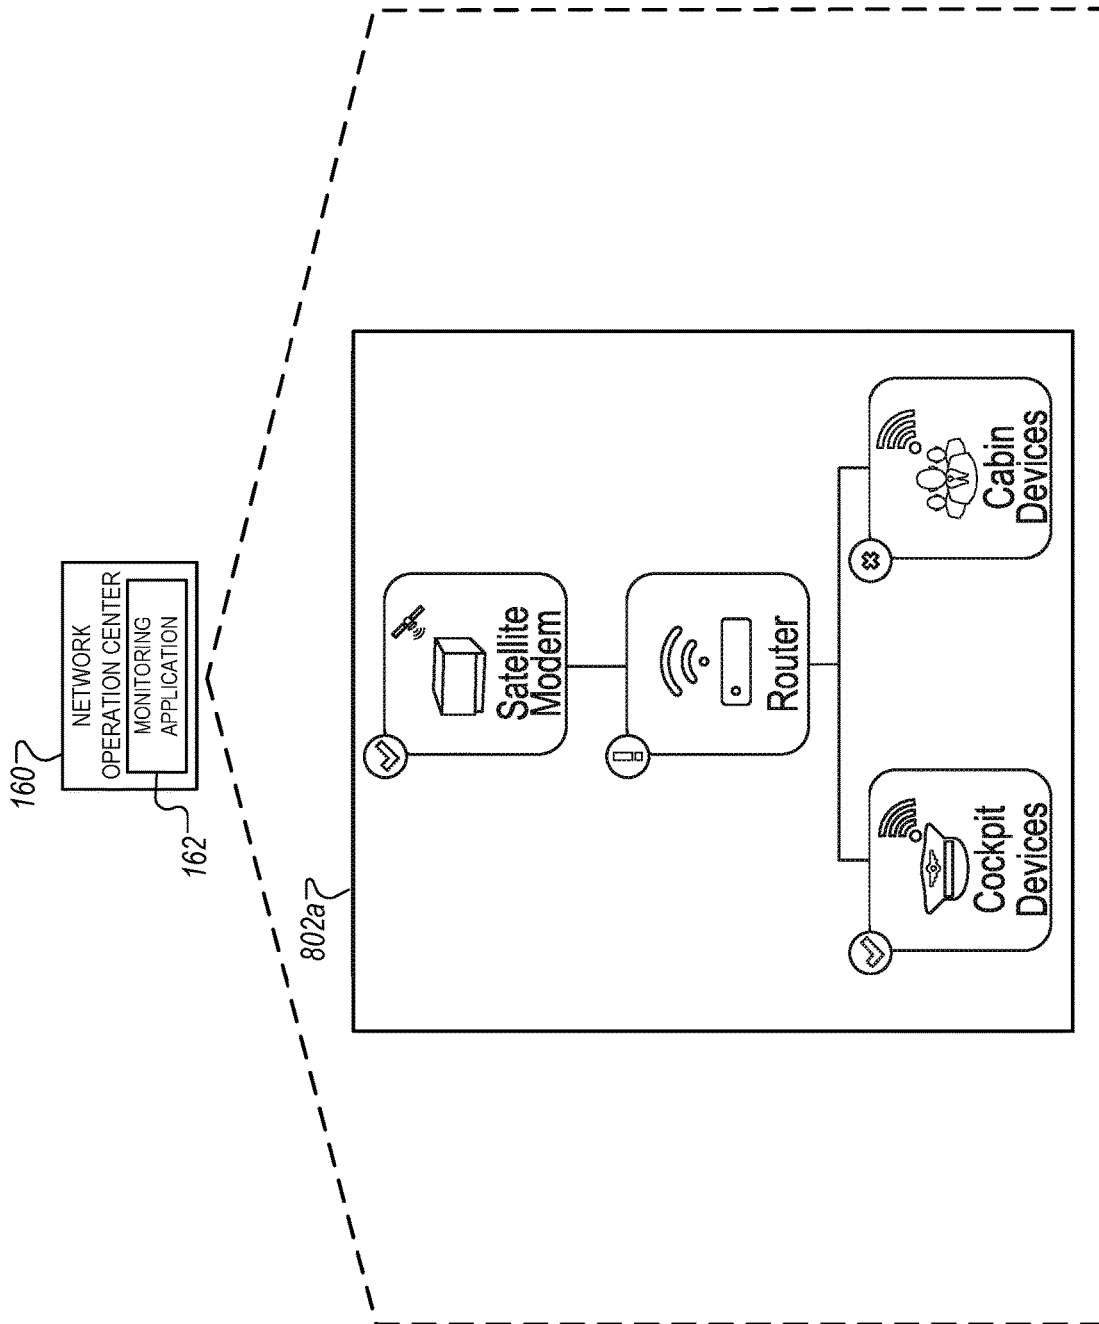 160
NETWORK
OPERATION CENTER
MONITORING
APPLICATION
162
802a
Satellite
Modem
Router
Cockpit
Devices
Cabin
Devices